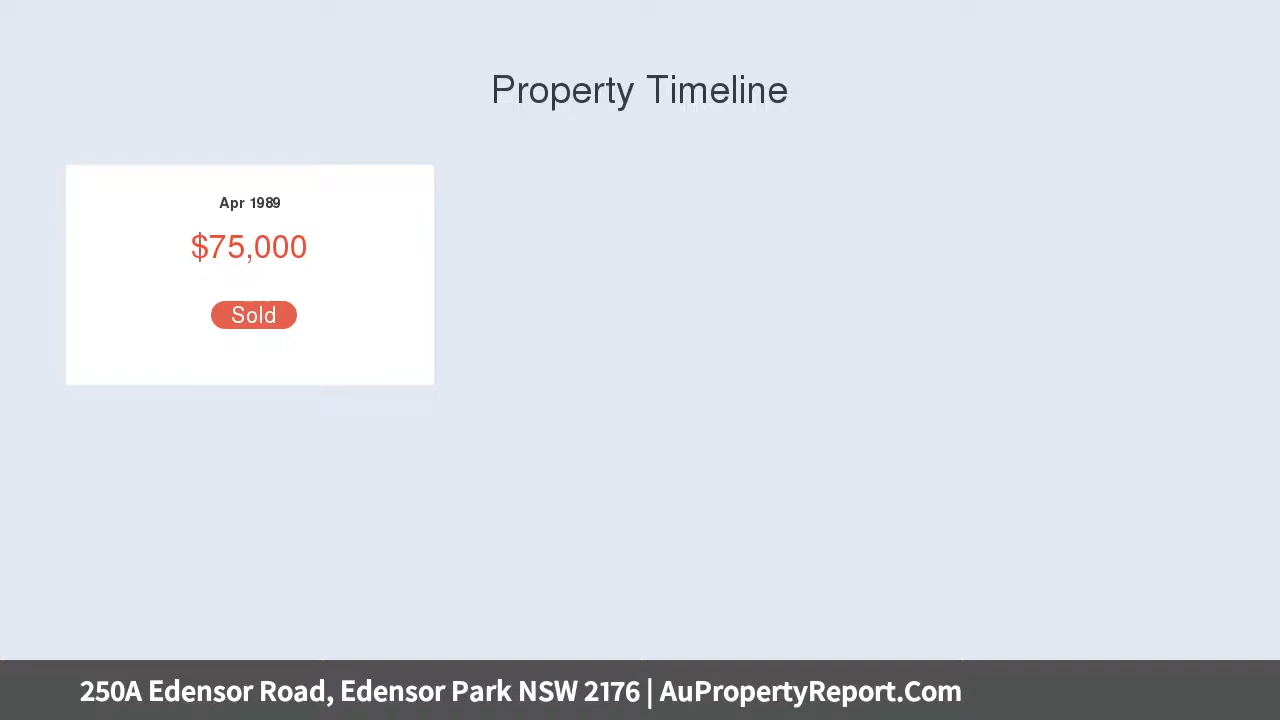 Property Timeline
Apr 1989
$75,000
Sold
250A Edensor Road, Edensor Park NSW 2176 | AuPropertyReport.Com